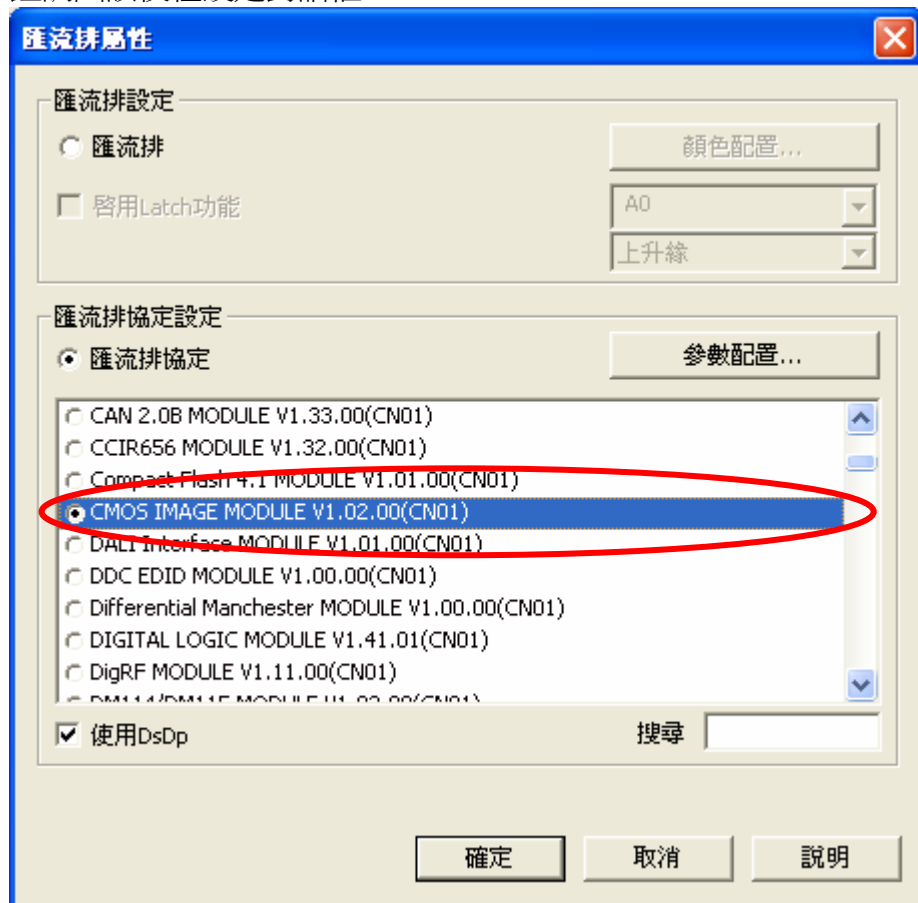 匯流排屬性
匯流排設定
匯流排
顏色配置...
啓用Latch功能
A0
上升緣
匯流排協定設定
匯流排協定
參數配置...
CAN 2.0B MODULE V1.33.00(CN01)
CCIR656 MODULE V1.32.00(CN01)
Compact Flash 4.1 MODULE V1.01.00(CN01)
CMOS IMAGE MODULE V1.02.00(CN01)
DALI Interface MODULE V1.01.00(CN01)
DDC EDID MODULE V1.00.00(CN01)
Differential Manchester MODULE V1.00.00(CN01)
DIGITAL LOGIC MODULE V1.41.01(CN01)
DigRF MODULE V1.11.00(CN01)
使用DsDp
搜尋
確定
取消
說明